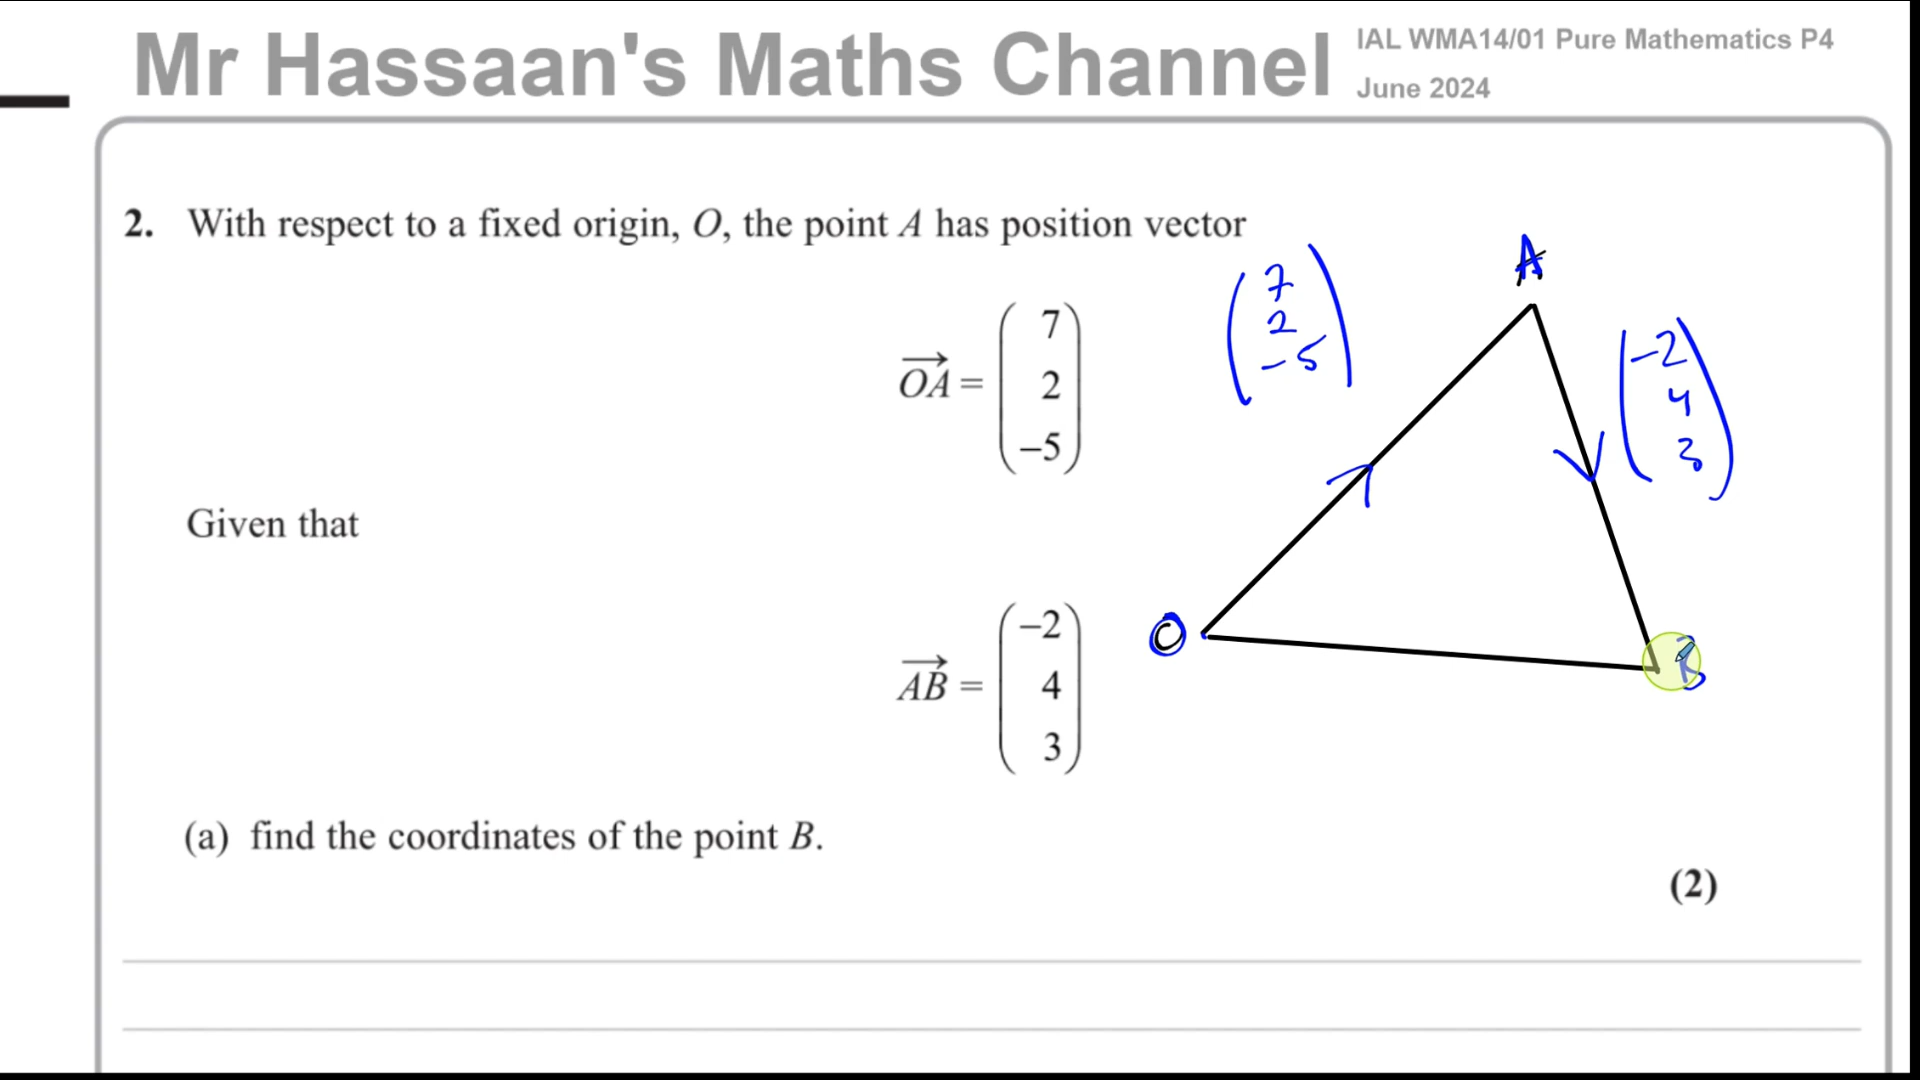 Mr Hassaan's Maths Channel
IAL WMA14/01 Pure Mathematics P4
June 2024
2. With respect to a fixed origin, O, the point A has position vector
OA = ( 7 2 −5 )
( 7 2 −5 )
A
( −2 4 3 )
Given that
AB = ( −2 4 3 )
O
B
(a) find the coordinates of the point B.
(2)